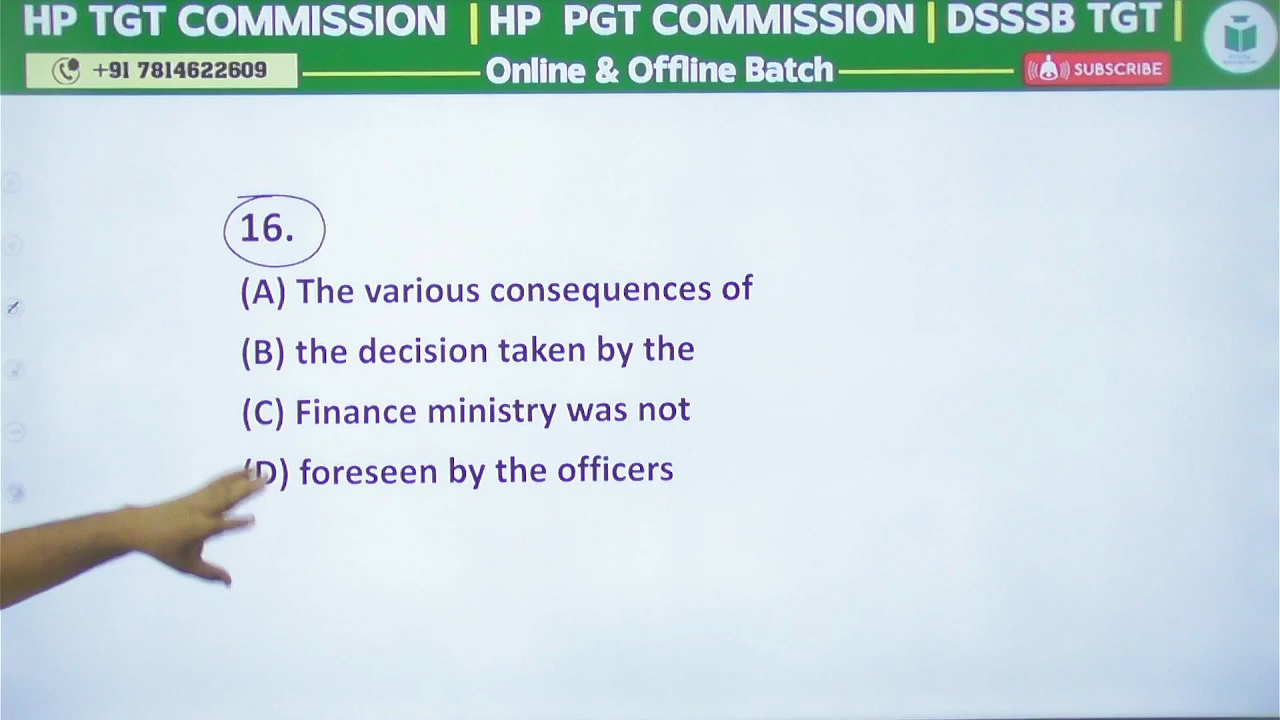 HP TGT COMMISSION | HP PGT COMMISSION | DSSSB TGT |
+91 7814622609
Online & Offline Batch
SUBSCRIBE
16.
(A) The various consequences of
(B) the decision taken by the
(C) Finance ministry was not
(D) foreseen by the officers